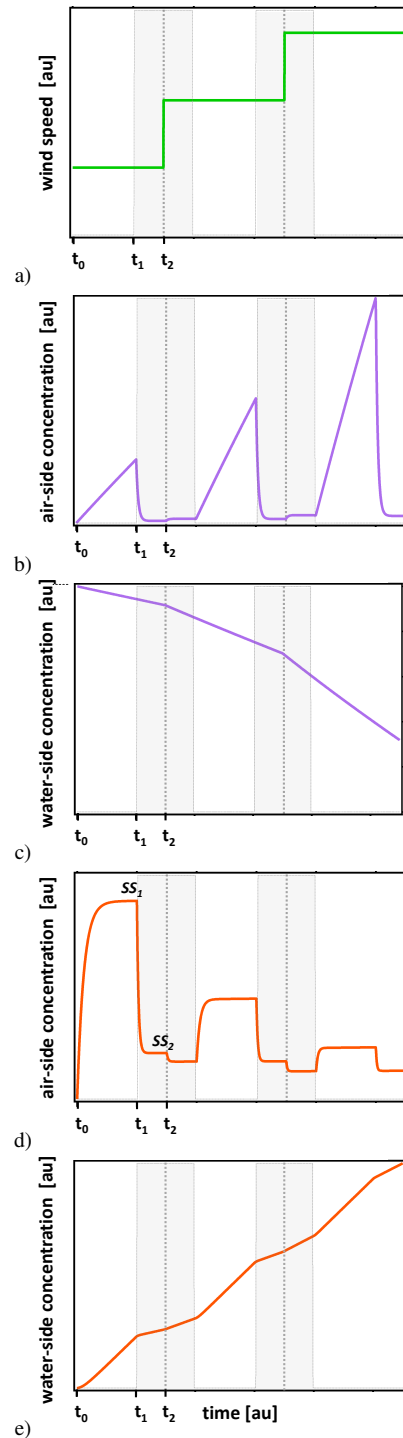 wind speed [au]
t0 t1 t2
a)
air-side concentration [au]
t0 t1 t2
b)
water-side concentration [au]
t0 t1 t2
c)
air-side concentration [au]
SS1
SS2
t0 t1 t2
d)
water-side concentration [au]
t0 t1 t2 time [au]
e)